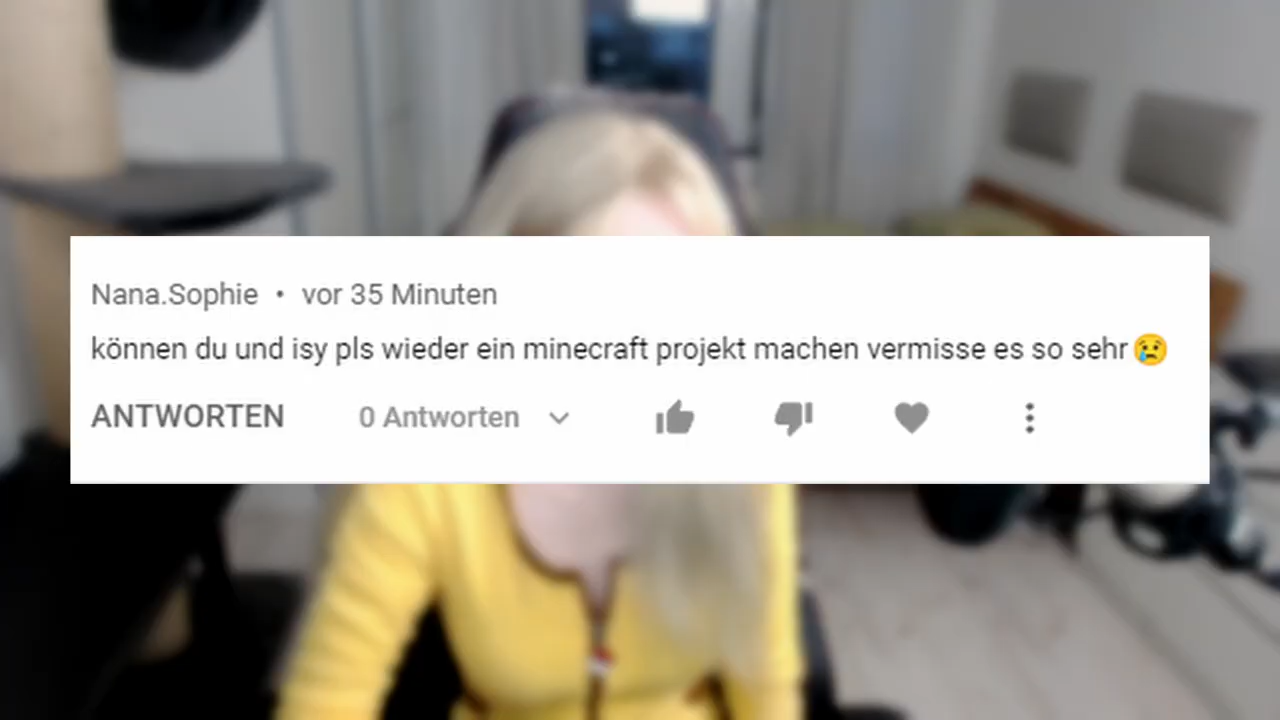 Nana.Sophie • vor 35 Minuten
können du und isy pls wieder ein minecraft projekt machen vermisse es so sehr😢
ANTWORTEN 0 Antworten